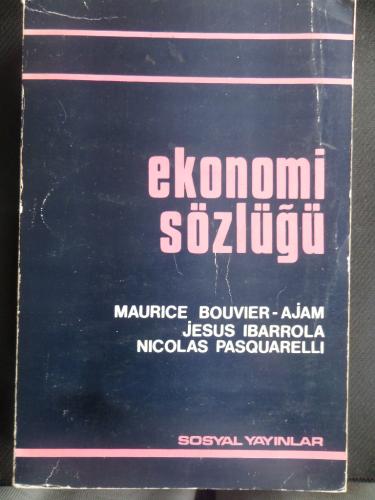 ekonomi
sözlüğü
MAURICE BOUVIER-AJAM
JESUS IBARROLA
NICOLAS PASQUARELLI
SOSYAL YAYINLAR